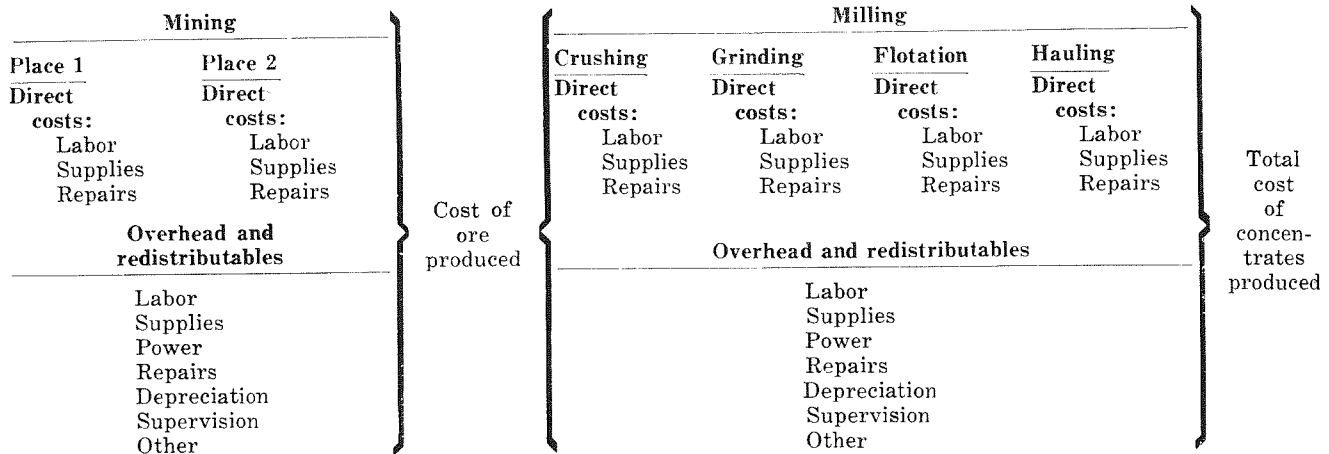 Mining
Place 1 Place 2
Direct Direct
costs: costs:
Labor Labor
Supplies Supplies
Repairs Repairs
Overhead and
redistributables
Labor
Supplies
Power
Repairs
Depreciation
Supervision
Other
Cost of
ore
produced
Milling
Crushing Grinding Flotation Hauling
Direct Direct Direct Direct
costs: costs: costs: costs:
Labor Labor Labor Labor
Supplies Supplies Supplies Supplies
Repairs Repairs Repairs Repairs
Overhead and redistributables
Labor
Supplies
Power
Repairs
Depreciation
Supervision
Other
Total
cost
of
concen-
trates
produced